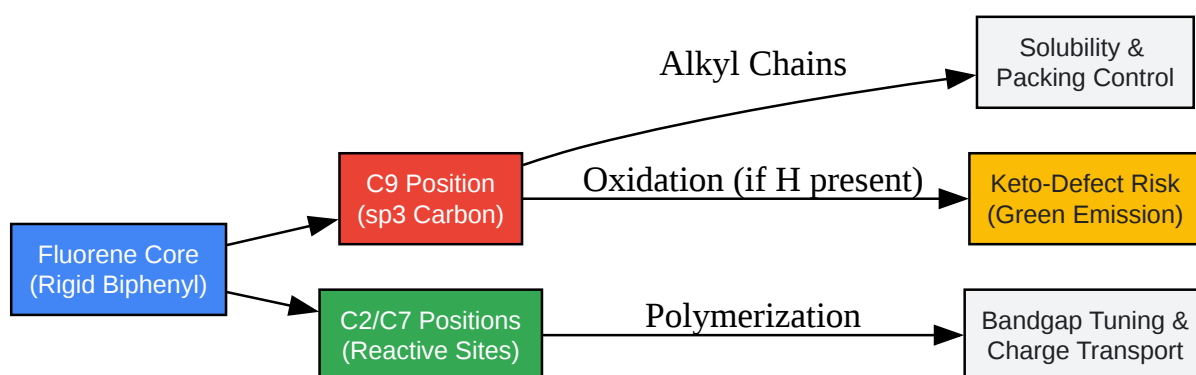 Fluorene Core
(Rigid Biphenyl)
C9 Position
(sp3 Carbon)
C2/C7 Positions
(Reactive Sites)
Alkyl Chains
Oxidation (if H present)
Polymerization
Solubility &
Packing Control
Keto-Defect Risk
(Green Emission)
Bandgap Tuning &
Charge Transport